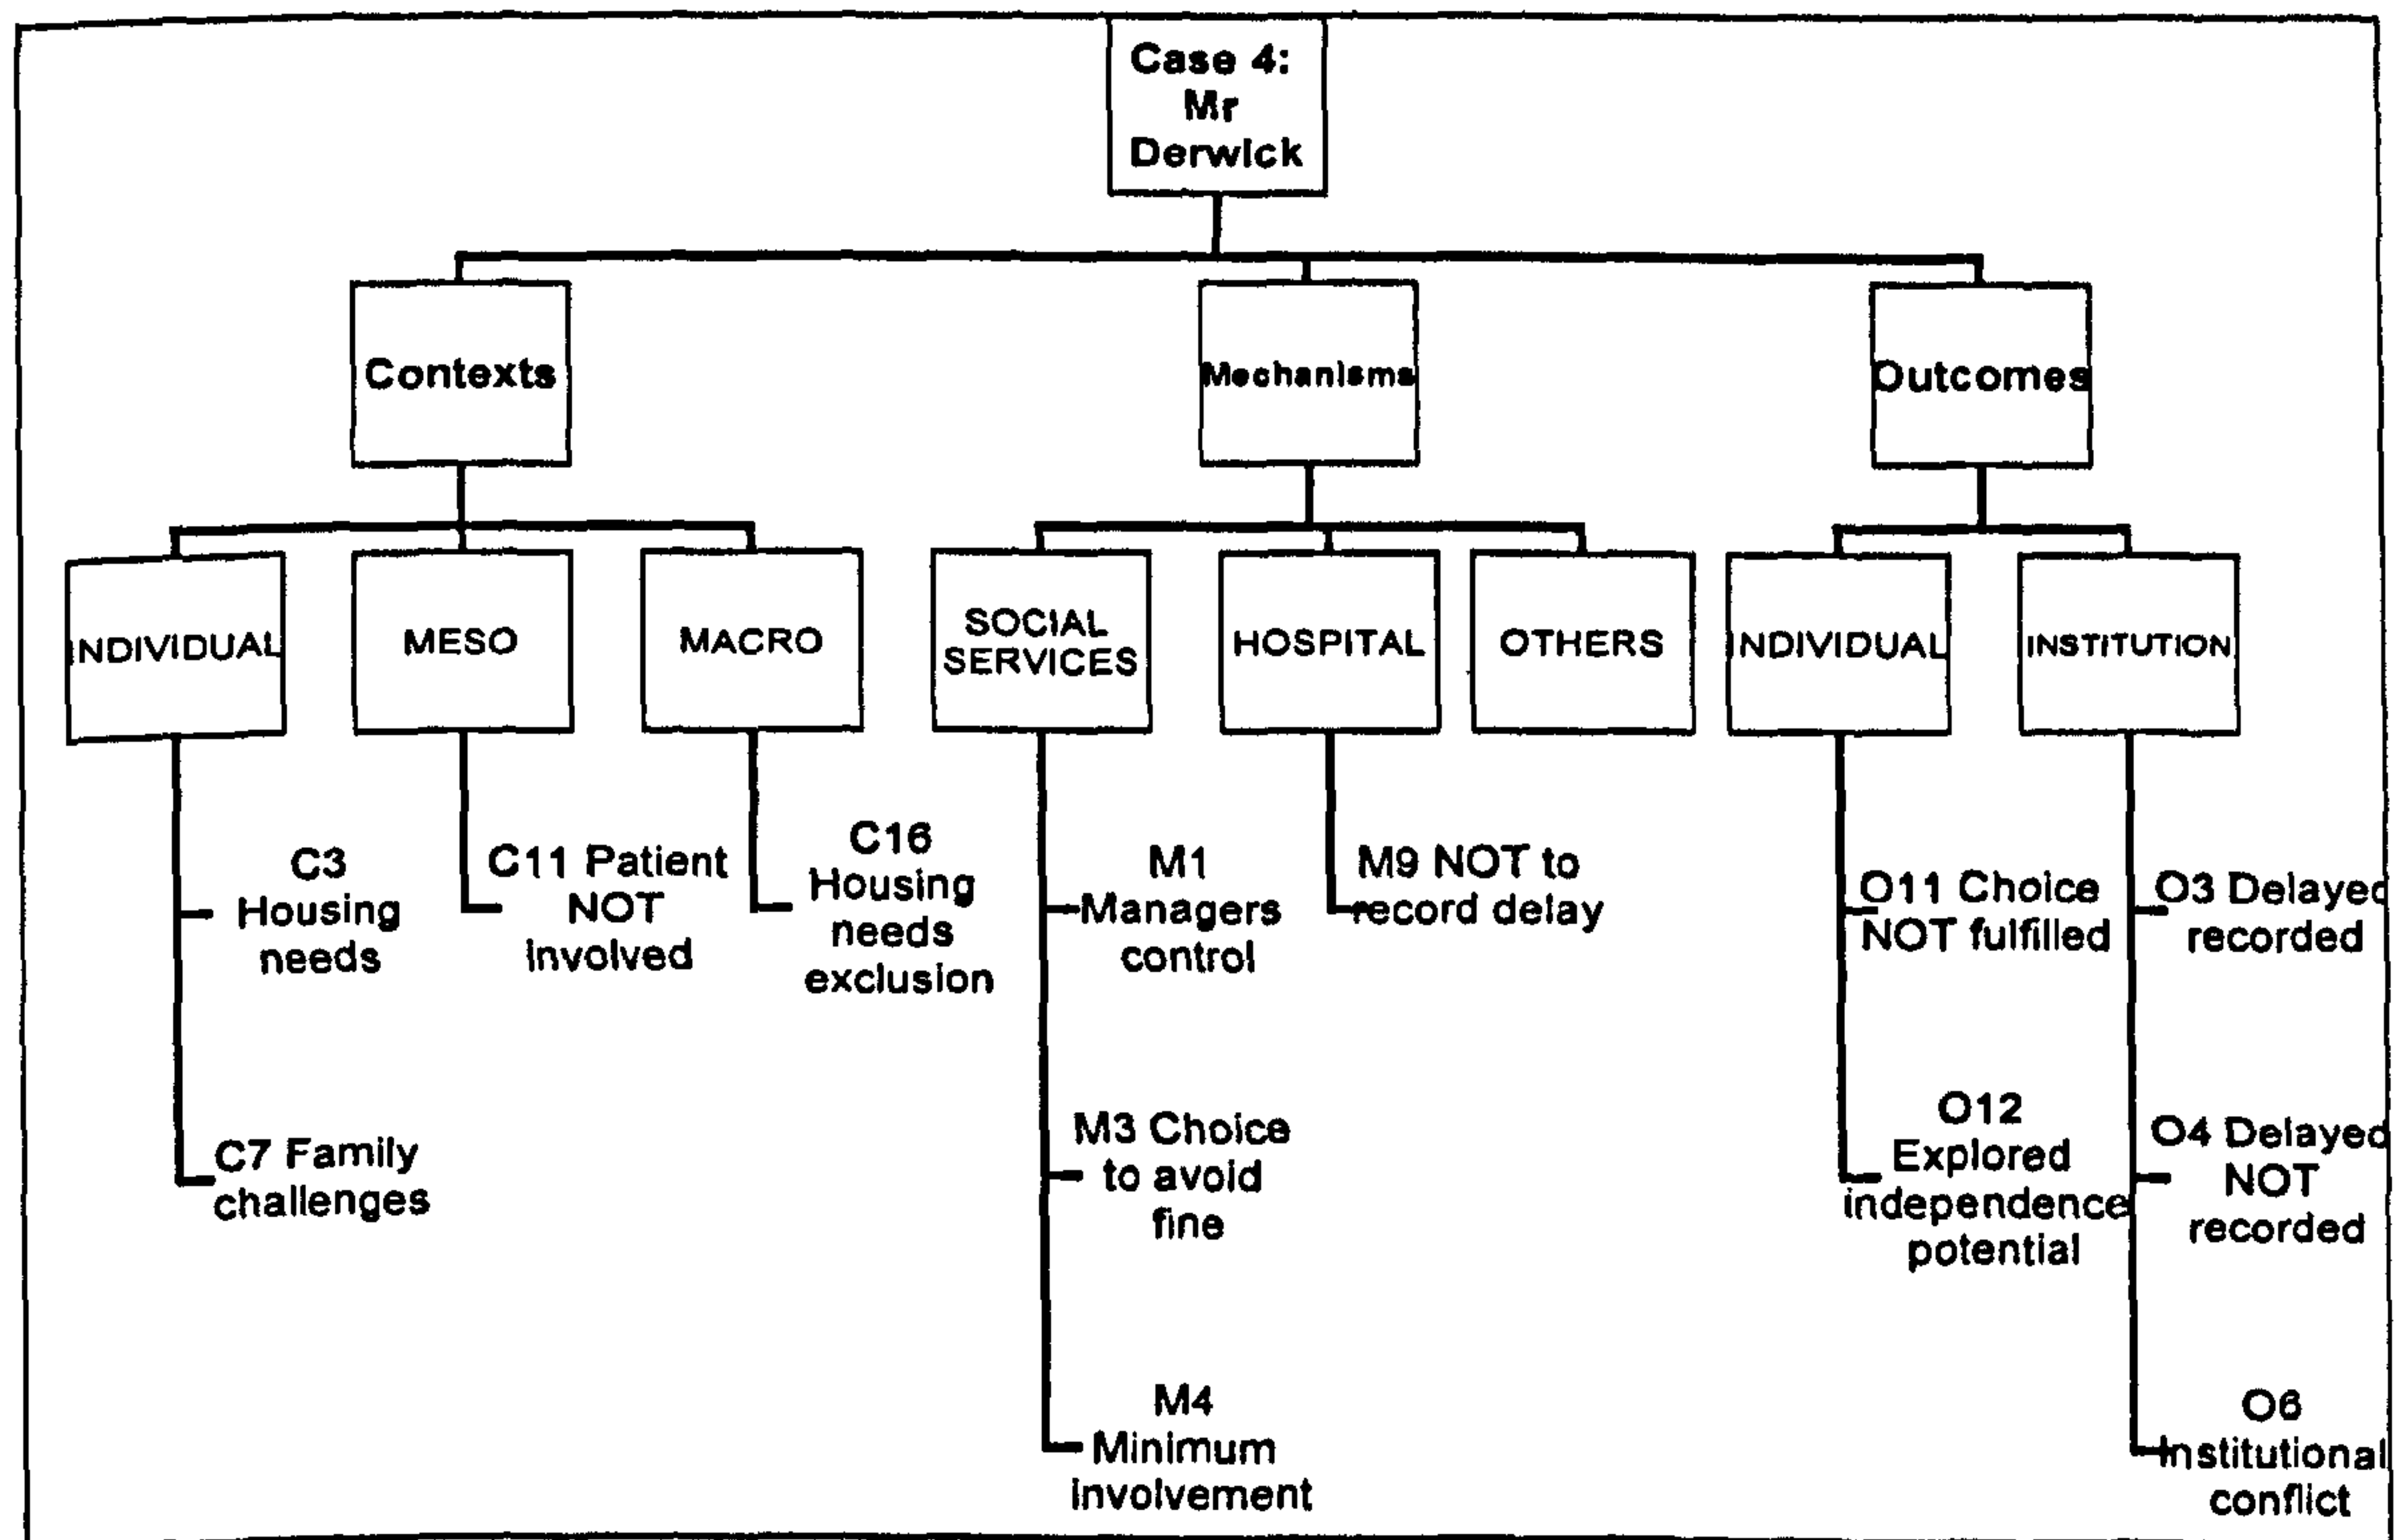 Case 4:
Mr
Derwick
Contexts
Mechanisms
Outcomes
INDIVIDUAL
MESO
MACRO
SOCIAL
SERVICES
HOSPITAL
OTHERS
INDIVIDUAL
INSTITUTION
C3
Housing
needs
C7 Family
challenges
C11 Patient
NOT
involved
C16
Housing
needs
exclusion
M1
Managers
control
M3 Choice
to avoid
fine
M4
Minimum
involvement
M9 NOT to
record delay
O11 Choice
NOT fulfilled
O12
Explored
independence
potential
O3 Delayed
recorded
O4 Delayed
NOT
recorded
O6
Institutional
conflict